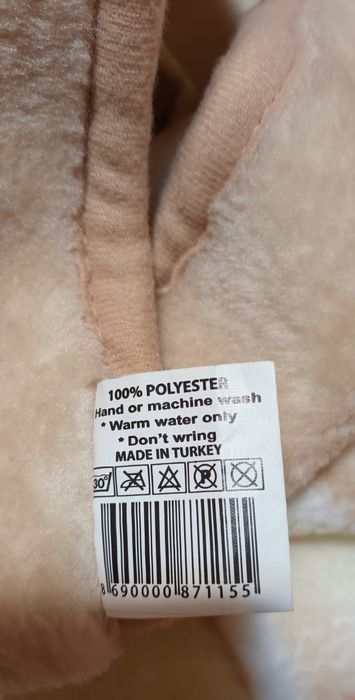 100% POLYESTER
Hand or machine wash
* Warm water only
* Don't wring
MADE IN TURKEY
30°
P
8 690000 871155